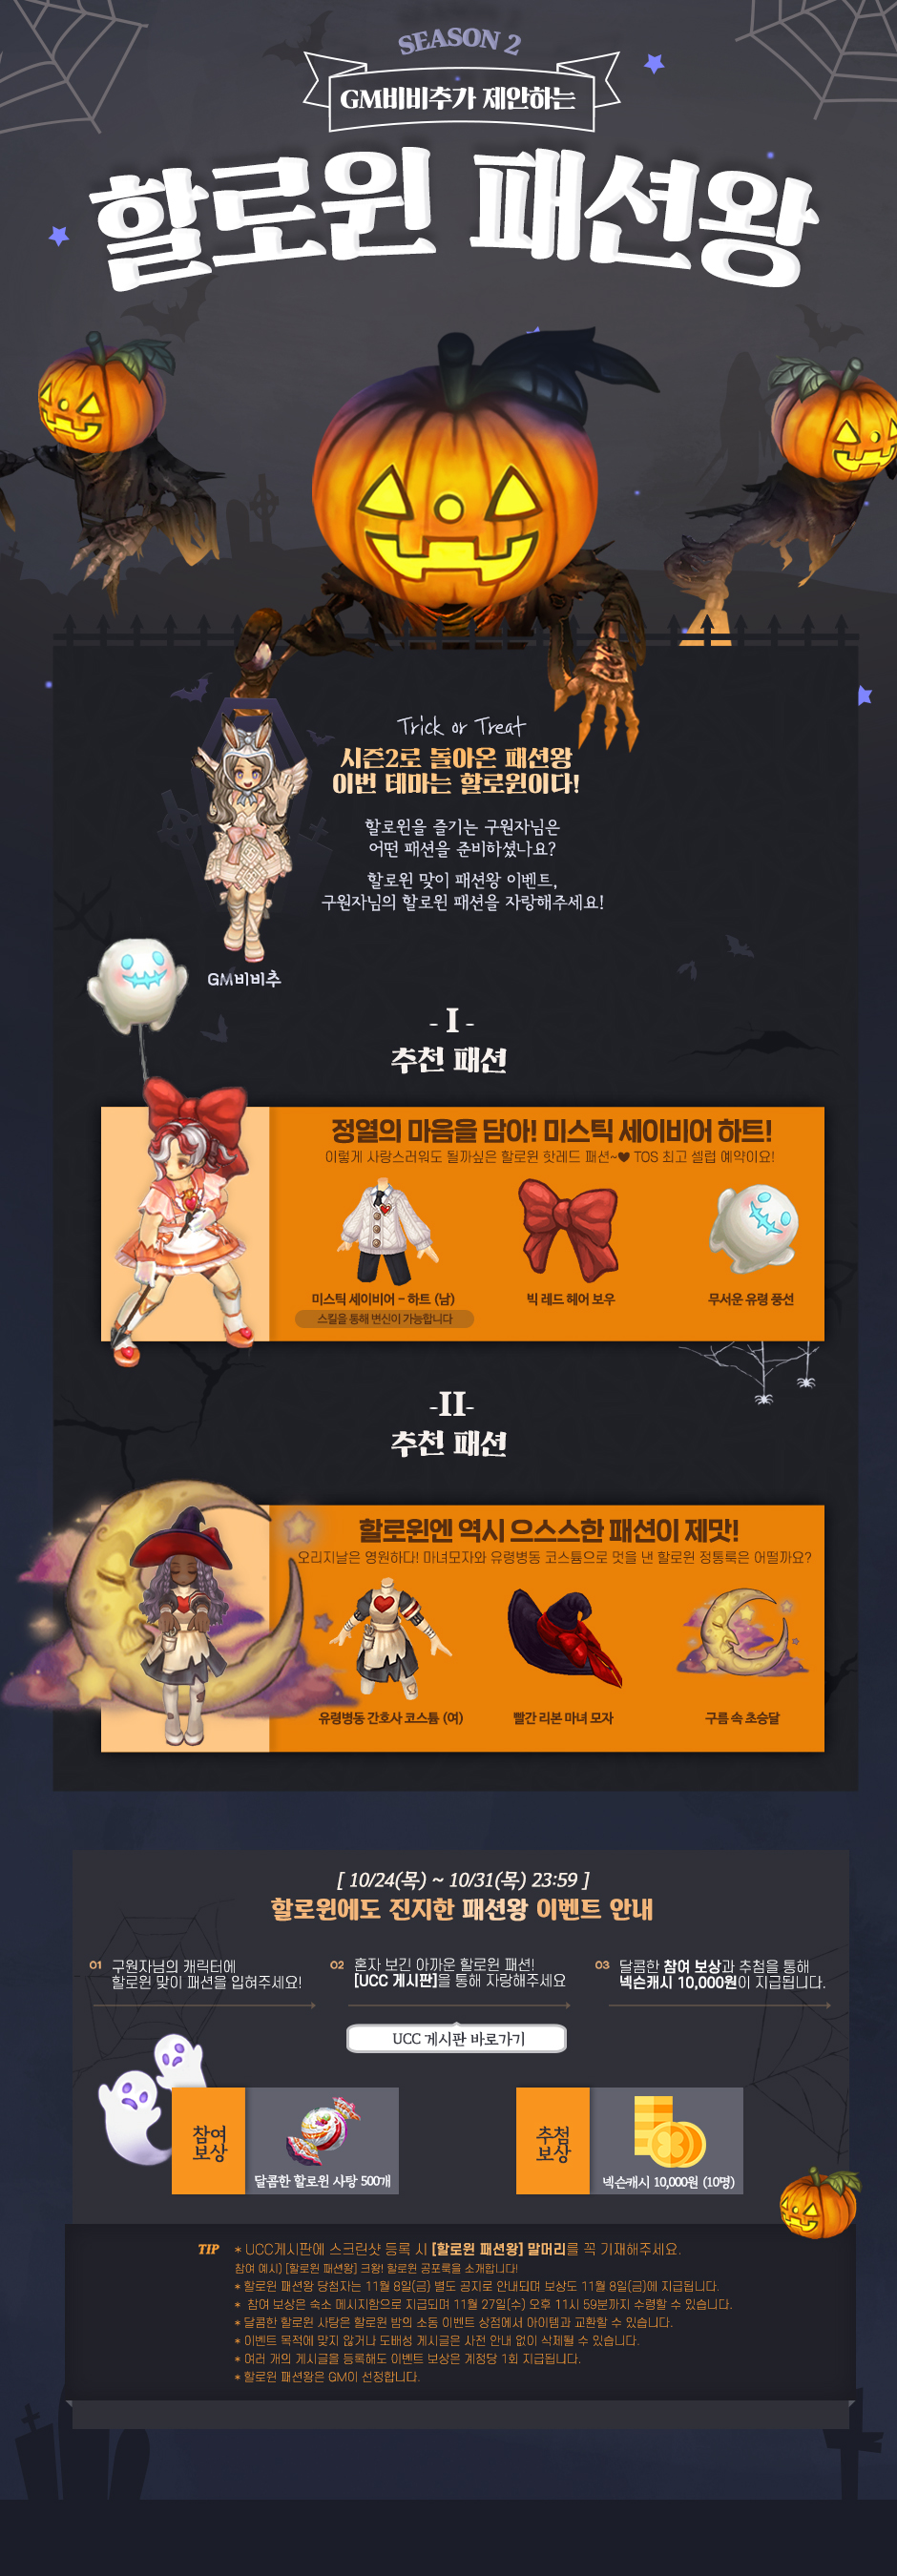 SEASON 2
GM비비추가 제안하는
할로윈 패션왕
Trick or Treat
시즌2로 돌아온 패션왕
이번 테마는 할로윈이다!
할로윈을 즐기는 구원자님은
어떤 패션을 준비하셨나요?
할로윈 맞이 패션왕 이벤트,
구원자님의 할로윈 패션을 자랑해주세요!
GM비비추
- I -
추천 패션
정열의 마음을 담아! 미스틱 세이비어 하트!
이렇게 사랑스러워도 될까싶은 할로윈 핫레드 패션~♥ TOS 최고 셀럽 예약이요!
미스틱 세이비어 - 하트 (남)
스킬을 통해 변신이 가능합니다
빅 레드 헤어 보우
무서운 유령 풍선
-II-
추천 패션
할로윈엔 역시 으스스한 패션이 제맛!
오리지날은 영원하다! 마녀모자와 유령병동 코스튬으로 멋을 낸 할로윈 정통룩은 어떨까요?
유령병동 간호사 코스튬 (여)
빨간 리본 마녀 모자
구름 속 초승달
[ 10/24(목) ~ 10/31(목) 23:59 ]
할로윈에도 진지한 패션왕 이벤트 안내
01 구원자님의 캐릭터에
할로윈 맞이 패션을 입혀주세요!
02 혼자 보긴 아까운 할로윈 패션!
[UCC 게시판]을 통해 자랑해주세요
03 달콤한 참여 보상과 추첨을 통해
넥슨캐시 10,000원이 지급됩니다.
UCC 게시판 바로가기
참여
보상
달콤한 할로윈 사탕 500개
추첨
보상
넥슨캐시 10,000원 (10명)
TIP
* UCC게시판에 스크린샷 등록 시 [할로윈 패션왕] 말머리를 꼭 기재해주세요.
참여 예시) [할로윈 패션왕] 크왕! 할로윈 공포룩을 소개합니다!
* 할로윈 패션왕 당첨자는 11월 8일(금) 별도 공지로 안내되며 보상도 11월 8일(금)에 지급됩니다.
* 참여 보상은 숙소 메시지함으로 지급되며 11월 27일(수) 오후 11시 59분까지 수령할 수 있습니다.
* 달콤한 할로윈 사탕은 할로윈 밤의 소동 이벤트 상점에서 아이템과 교환할 수 있습니다.
* 이벤트 목적에 맞지 않거나 도배성 게시글은 사전 안내 없이 삭제될 수 있습니다.
* 여러 개의 게시글을 등록해도 이벤트 보상은 계정당 1회 지급됩니다.
* 할로윈 패션왕은 GM이 선정합니다.